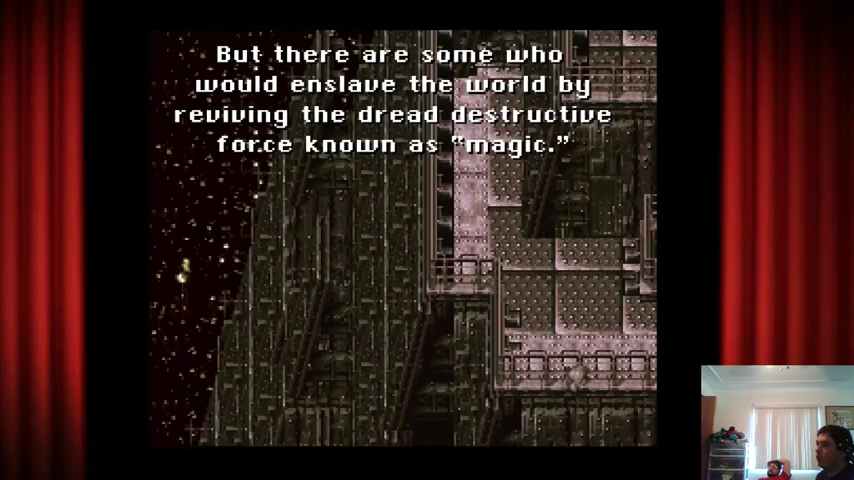 But there are some who
would enslave the world by
reviving the dread destructive
force known as "magic."